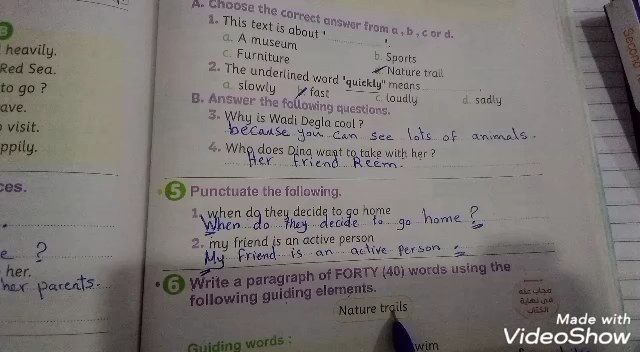 A. Choose the correct answer from a , b , c or d.
1. This text is about '
'.
a. A museum
b. Sports
c. Furniture
Nature trail
2. The underlined word "quickly" means
a. slowly
fast
c. loudly
d. sadly
B. Answer the following questions.
3. Why is Wadi Degla cool ?
because you can see lots of animals.
4. Who does Dina want to take with her ?
Her friend Reem.
5 Punctuate the following.
1. when do they decide to go home
When do they decide to go home ?
2. my friend is an active person
My friend is an active person .
6 Write a paragraph of FORTY (40) words using the
following guiding elements.
Nature trails
Guiding words :
heavily.
Red Sea.
to go ?
visit.
ces.
e ?
her.
her parents.
مجاب عنه
فى نهاية
الكتاب
Made with
VideoShow